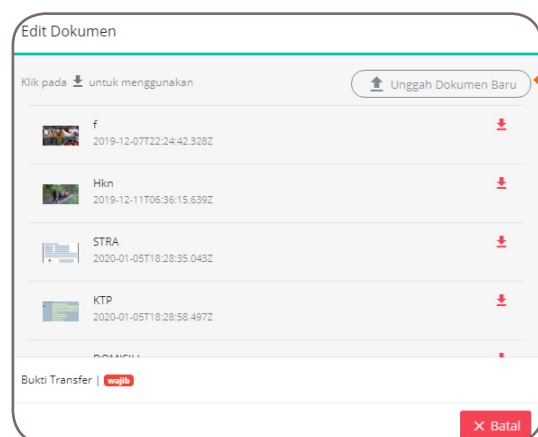 Edit Dokumen
Klik pada untuk menggunakan
Unggah Dokumen Baru
f
2019-12-07T22:24:42.328Z
Hkn
2019-12-11T06:36:15.639Z
STRA
2020-01-05T18:28:35.043Z
KTP
2020-01-05T18:28:58.497Z
DOMISILI
Bukti Transfer | wajib
× Batal